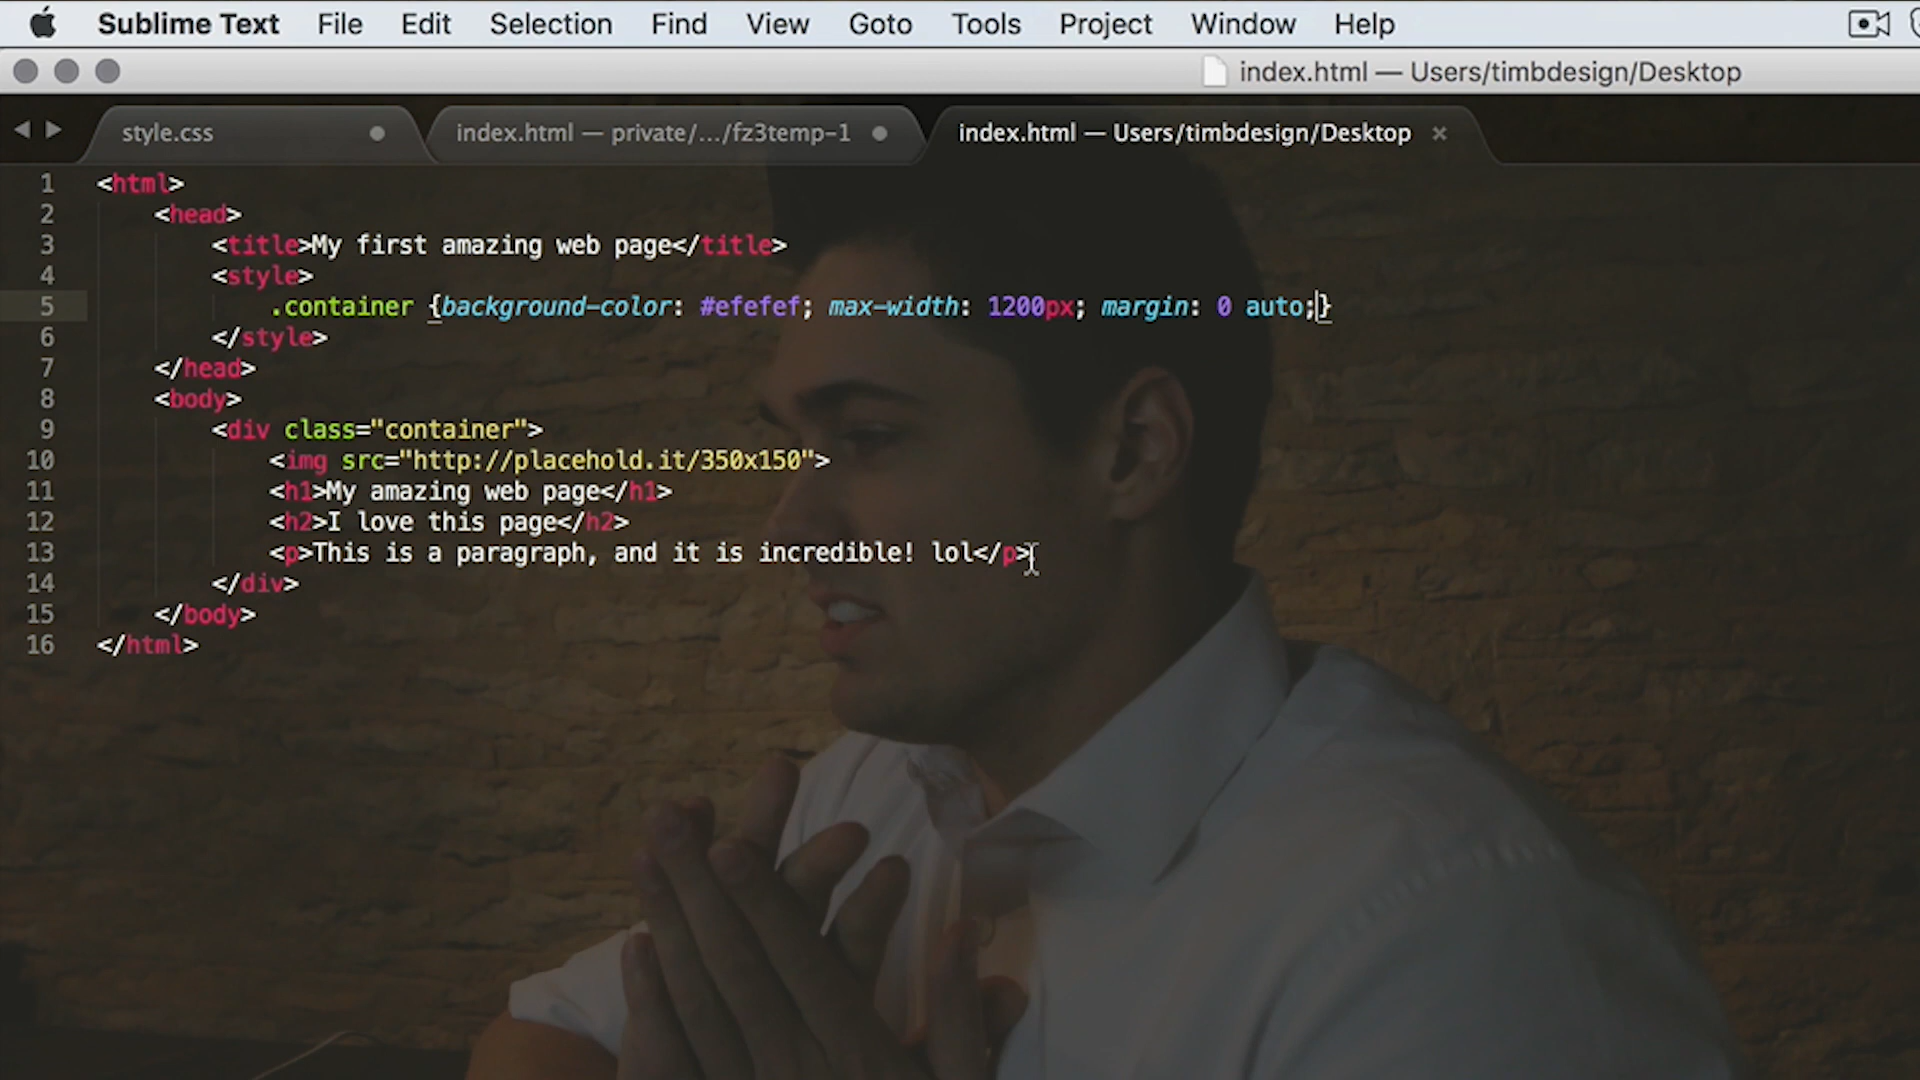 Sublime Text File Edit Selection Find View Goto Tools Project Window Help
index.html — Users/timbdesign/Desktop
style.css index.html — private/.../fz3temp-1 index.html — Users/timbdesign/Desktop
1 <html>
2 <head>
3 <title>My first amazing web page</title>
4 <style>
5 .container {background-color: #efefef; max-width: 1200px; margin: 0 auto;}
6 </style>
7 </head>
8 <body>
9 <div class="container">
10 <img src="http://placehold.it/350x150">
11 <h1>My amazing web page</h1>
12 <h2>I love this page</h2>
13 <p>This is a paragraph, and it is incredible! lol</p>
14 </div>
15 </body>
16 </html>